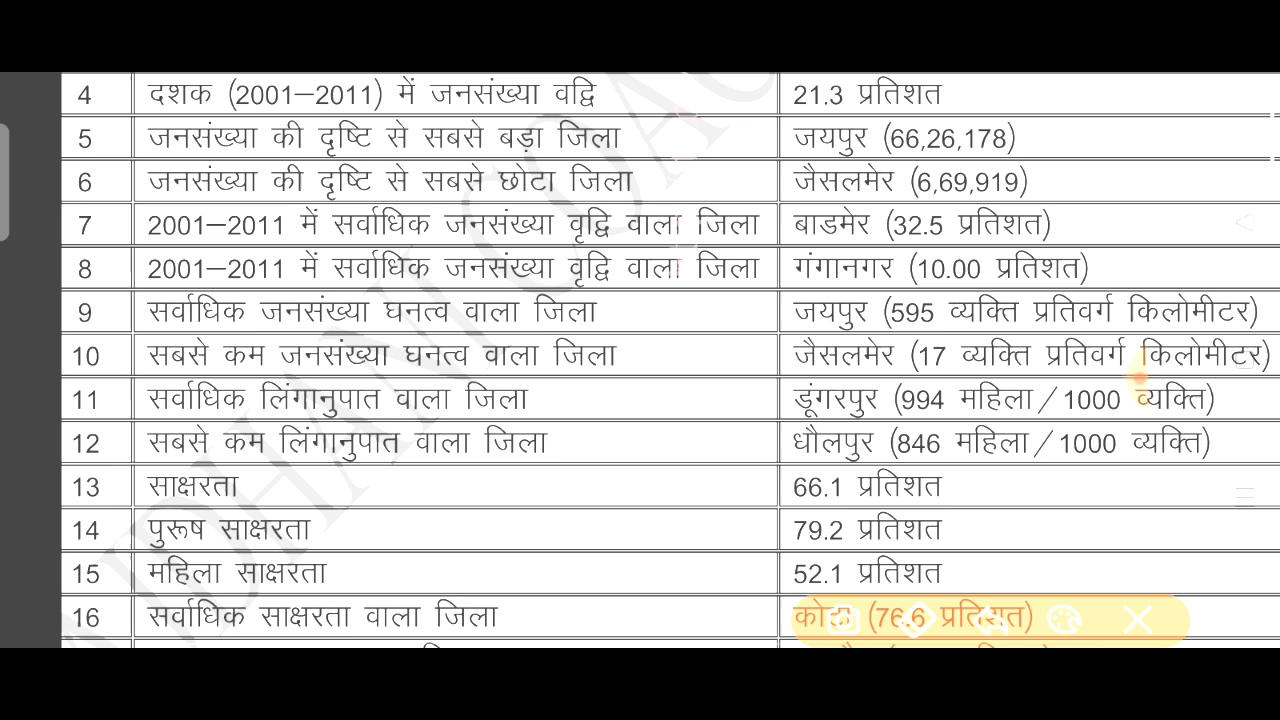 4 दशक (2001–2011) में जनसंख्या वद्वि 21.3 प्रतिशत
5 जनसंख्या की दृष्टि से सबसे बड़ा जिला जयपुर (66,26,178)
6 जनसंख्या की दृष्टि से सबसे छोटा जिला जैसलमेर (6,69,919)
7 2001–2011 में सर्वाधिक जनसंख्या वृद्वि वाला जिला बाडमेर (32.5 प्रतिशत)
8 2001–2011 में सर्वाधिक जनसंख्या वृद्वि वाला जिला गंगानगर (10.00 प्रतिशत)
9 सर्वाधिक जनसंख्या घनत्व वाला जिला जयपुर (595 व्यक्ति प्रतिवर्ग किलोमीटर)
10 सबसे कम जनसंख्या घनत्व वाला जिला जैसलमेर (17 व्यक्ति प्रतिवर्ग किलोमीटर)
11 सर्वाधिक लिंगानुपात वाला जिला डूंगरपुर (994 महिला/1000 व्यक्ति)
12 सबसे कम लिंगानुपात वाला जिला धौलपुर (846 महिला/1000 व्यक्ति)
13 साक्षरता 66.1 प्रतिशत
14 पुरूष साक्षरता 79.2 प्रतिशत
15 महिला साक्षरता 52.1 प्रतिशत
16 सर्वाधिक साक्षरता वाला जिला कोटा (76.6 प्रतिशत)